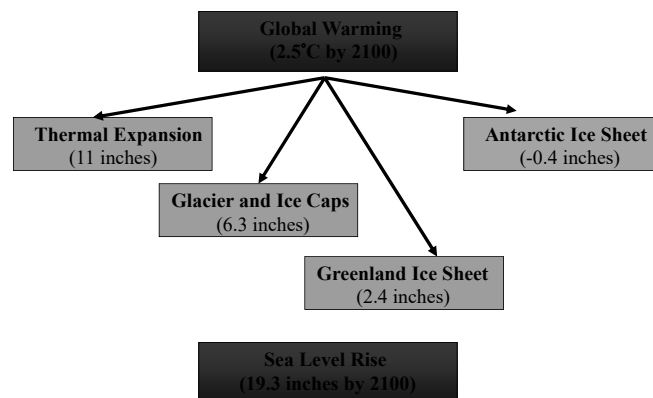 Global Warming
(2.5°C by 2100)
Thermal Expansion
(11 inches)
Antarctic Ice Sheet
(-0.4 inches)
Glacier and Ice Caps
(6.3 inches)
Greenland Ice Sheet
(2.4 inches)
Sea Level Rise
(19.3 inches by 2100)